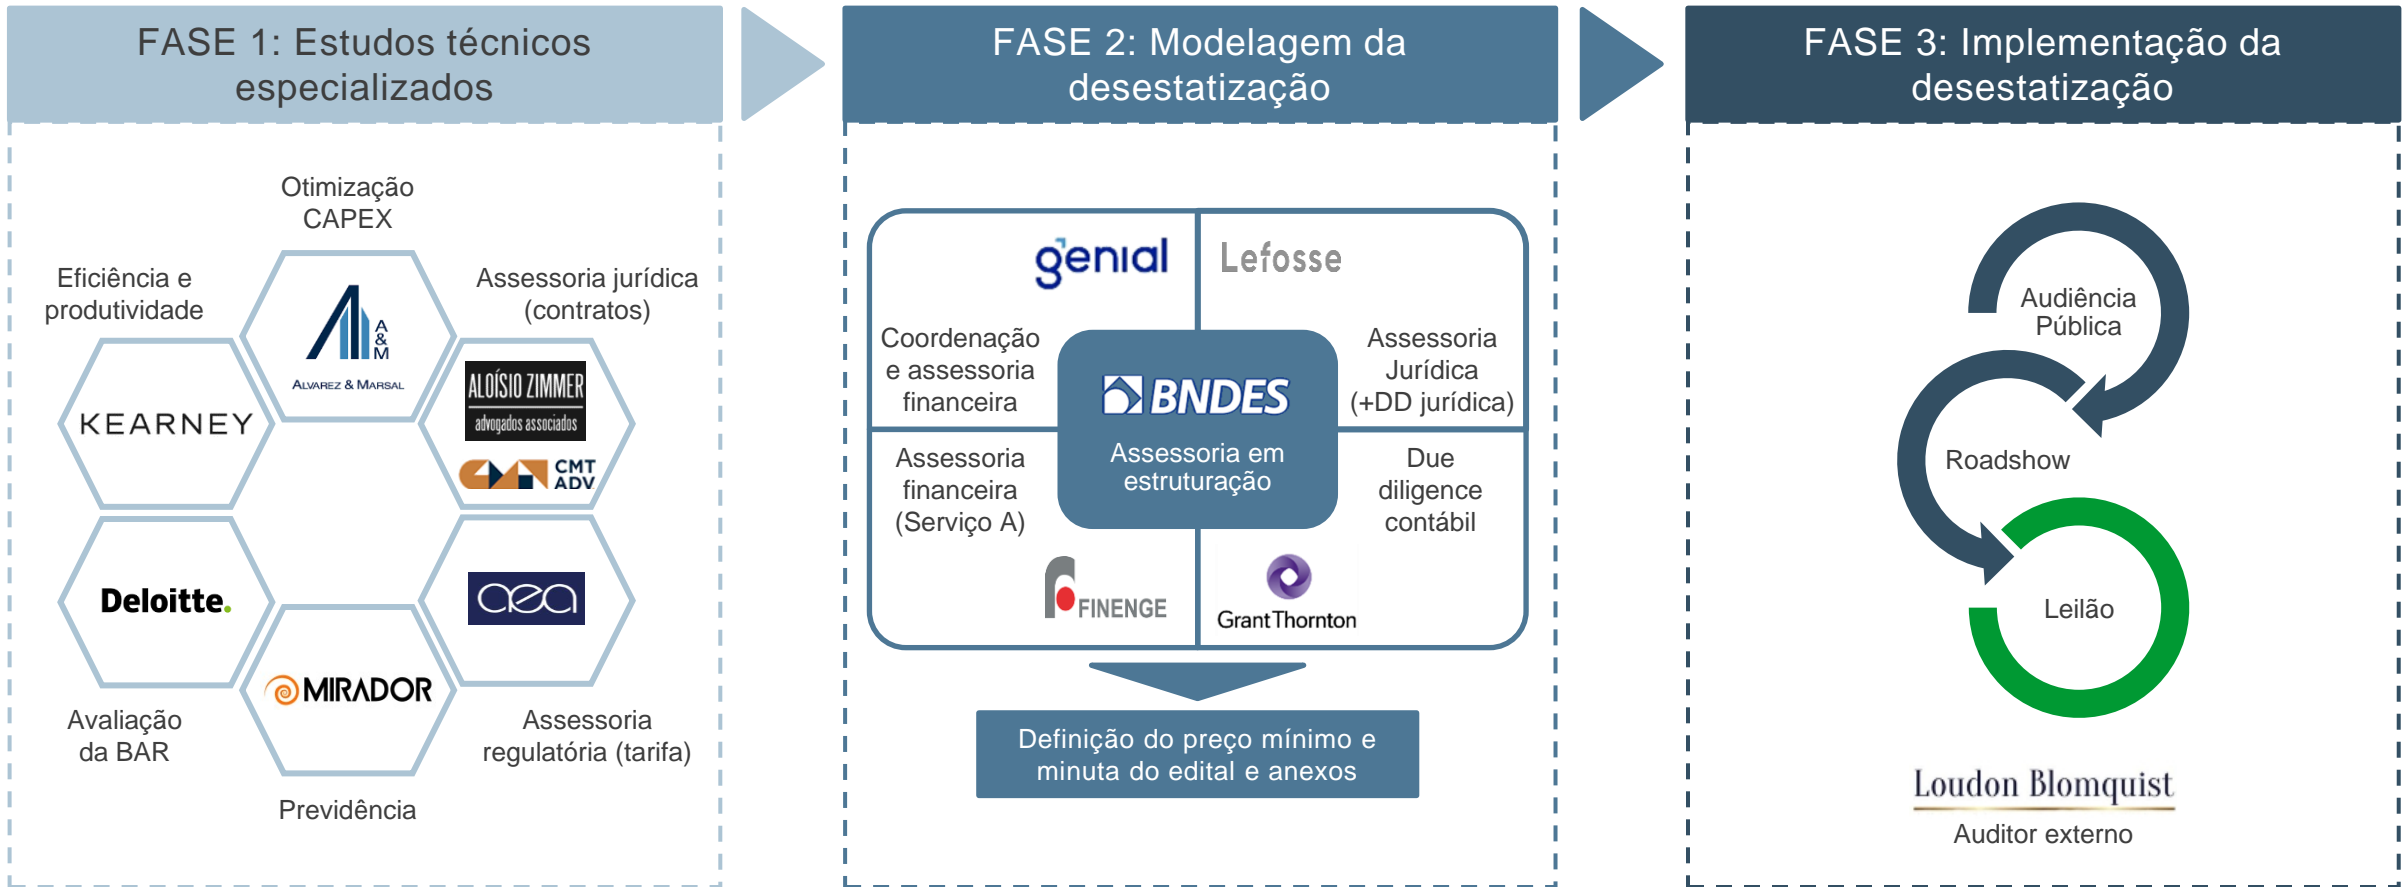 FASE 1: Estudos técnicos
especializados
Otimização
CAPEX
Eficiência e
produtividade
Assessoria jurídica
(contratos)
A
&
M
ALVAREZ & MARSAL
KEARNEY
ALOÍSIO ZIMMER
advogados associados
CMT
ADV
Deloitte.
aea
MIRADOR
Avaliação
da BAR
Assessoria
regulatória (tarifa)
Previdência
FASE 2: Modelagem da
desestatização
genial
Lefosse
Coordenação
e assessoria
financeira
Assessoria
Jurídica
(+DD jurídica)
BNDES
Assessoria em
estruturação
Assessoria
financeira
(Serviço A)
Due
diligence
contábil
FINENGE
Grant Thornton
Definição do preço mínimo e
minuta do edital e anexos
FASE 3: Implementação da
desestatização
Audiência
Pública
Roadshow
Leilão
Loudon Blomquist
Auditor externo